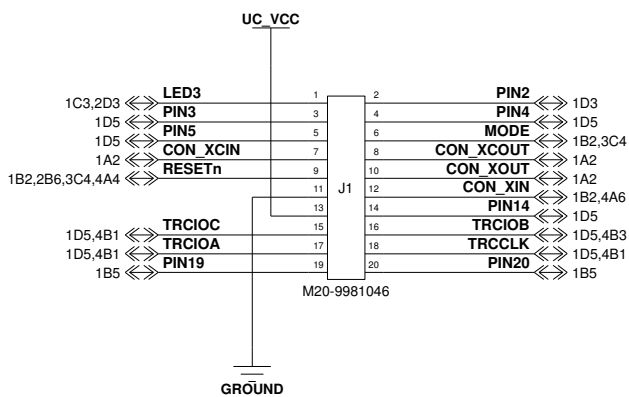 UC_VCC
LED3 1 2 PIN2
1C3,2D3 1D3
PIN3 3 4 PIN4
1D5 1D5
PIN5 5 6 MODE
1D5 1B2,3C4
CON_XCIN 7 8 CON_XCOUT
1A2 1A2
RESETn 9 10 CON_XOUT
1B2,2B6,3C4,4A4 1A2
11 J1 12 CON_XIN
1B2,4A6
13 14 PIN14
1D5
TRCIOC 15 16 TRCIOB
1D5,4B1 1D5,4B3
TRCIOA 17 18 TRCCLK
1D5,4B1 1D5,4B1
PIN19 19 20 PIN20
1B5 1B5
M20-9981046
GROUND